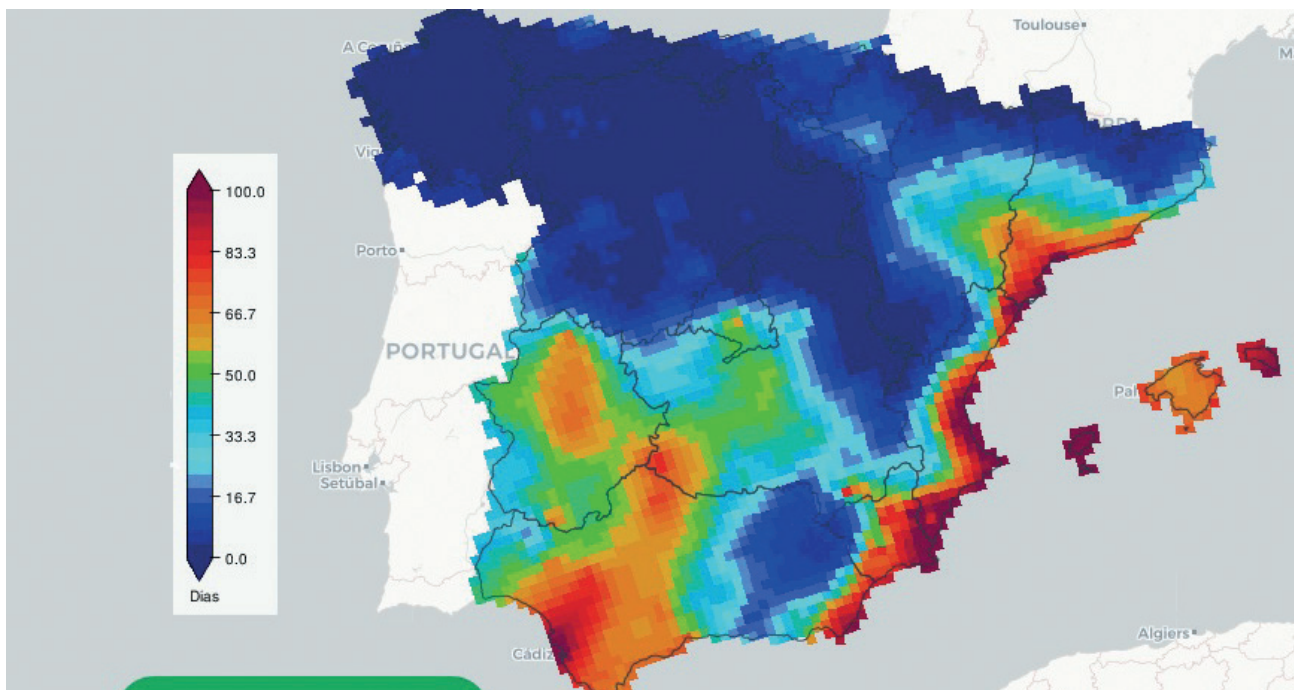 Toulouse
A Coruñ
M
RRA
Vig
100.0
83.3
66.7
50.0
33.3
16.7
0.0
Dias
Porto
PORTUGAL
Pal
Lisbon
Setúbal
Cádiz
Algiers